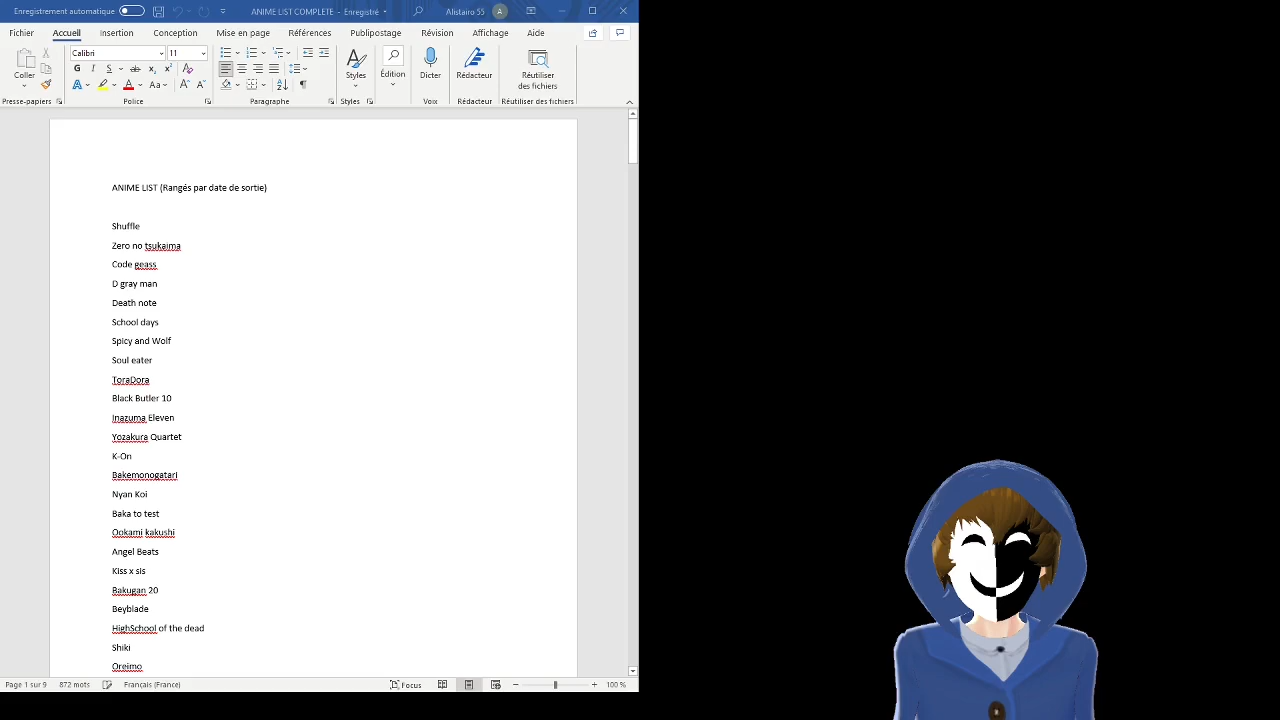 Enregistrement automatique
ANIME LIST COMPLETE - Enregistré
Alistairo 55
A
Fichier Accueil Insertion Conception Mise en page Références Publipostage Révision Affichage Aide
Calibri 11
Coller
G I S ab x₂ x²
A A Aa A A
Styles
Édition
Dicter
Rédacteur
Réutiliser des fichiers
Presse-papiers Police Paragraphe Styles Voix Rédacteur Réutiliser des fichiers
ANIME LIST (Rangés par date de sortie)
Shuffle
Zero no tsukaima
Code geass
D gray man
Death note
School days
Spicy and Wolf
Soul eater
ToraDora
Black Butler 10
Inazuma Eleven
Yozakura Quartet
K-On
Bakemonogatari
Nyan Koi
Baka to test
Ookami kakushi
Angel Beats
Kiss x sis
Bakugan 20
Beyblade
HighSchool of the dead
Shiki
Oreimo
Page 1 sur 9 872 mots Français (France) Focus 100 %